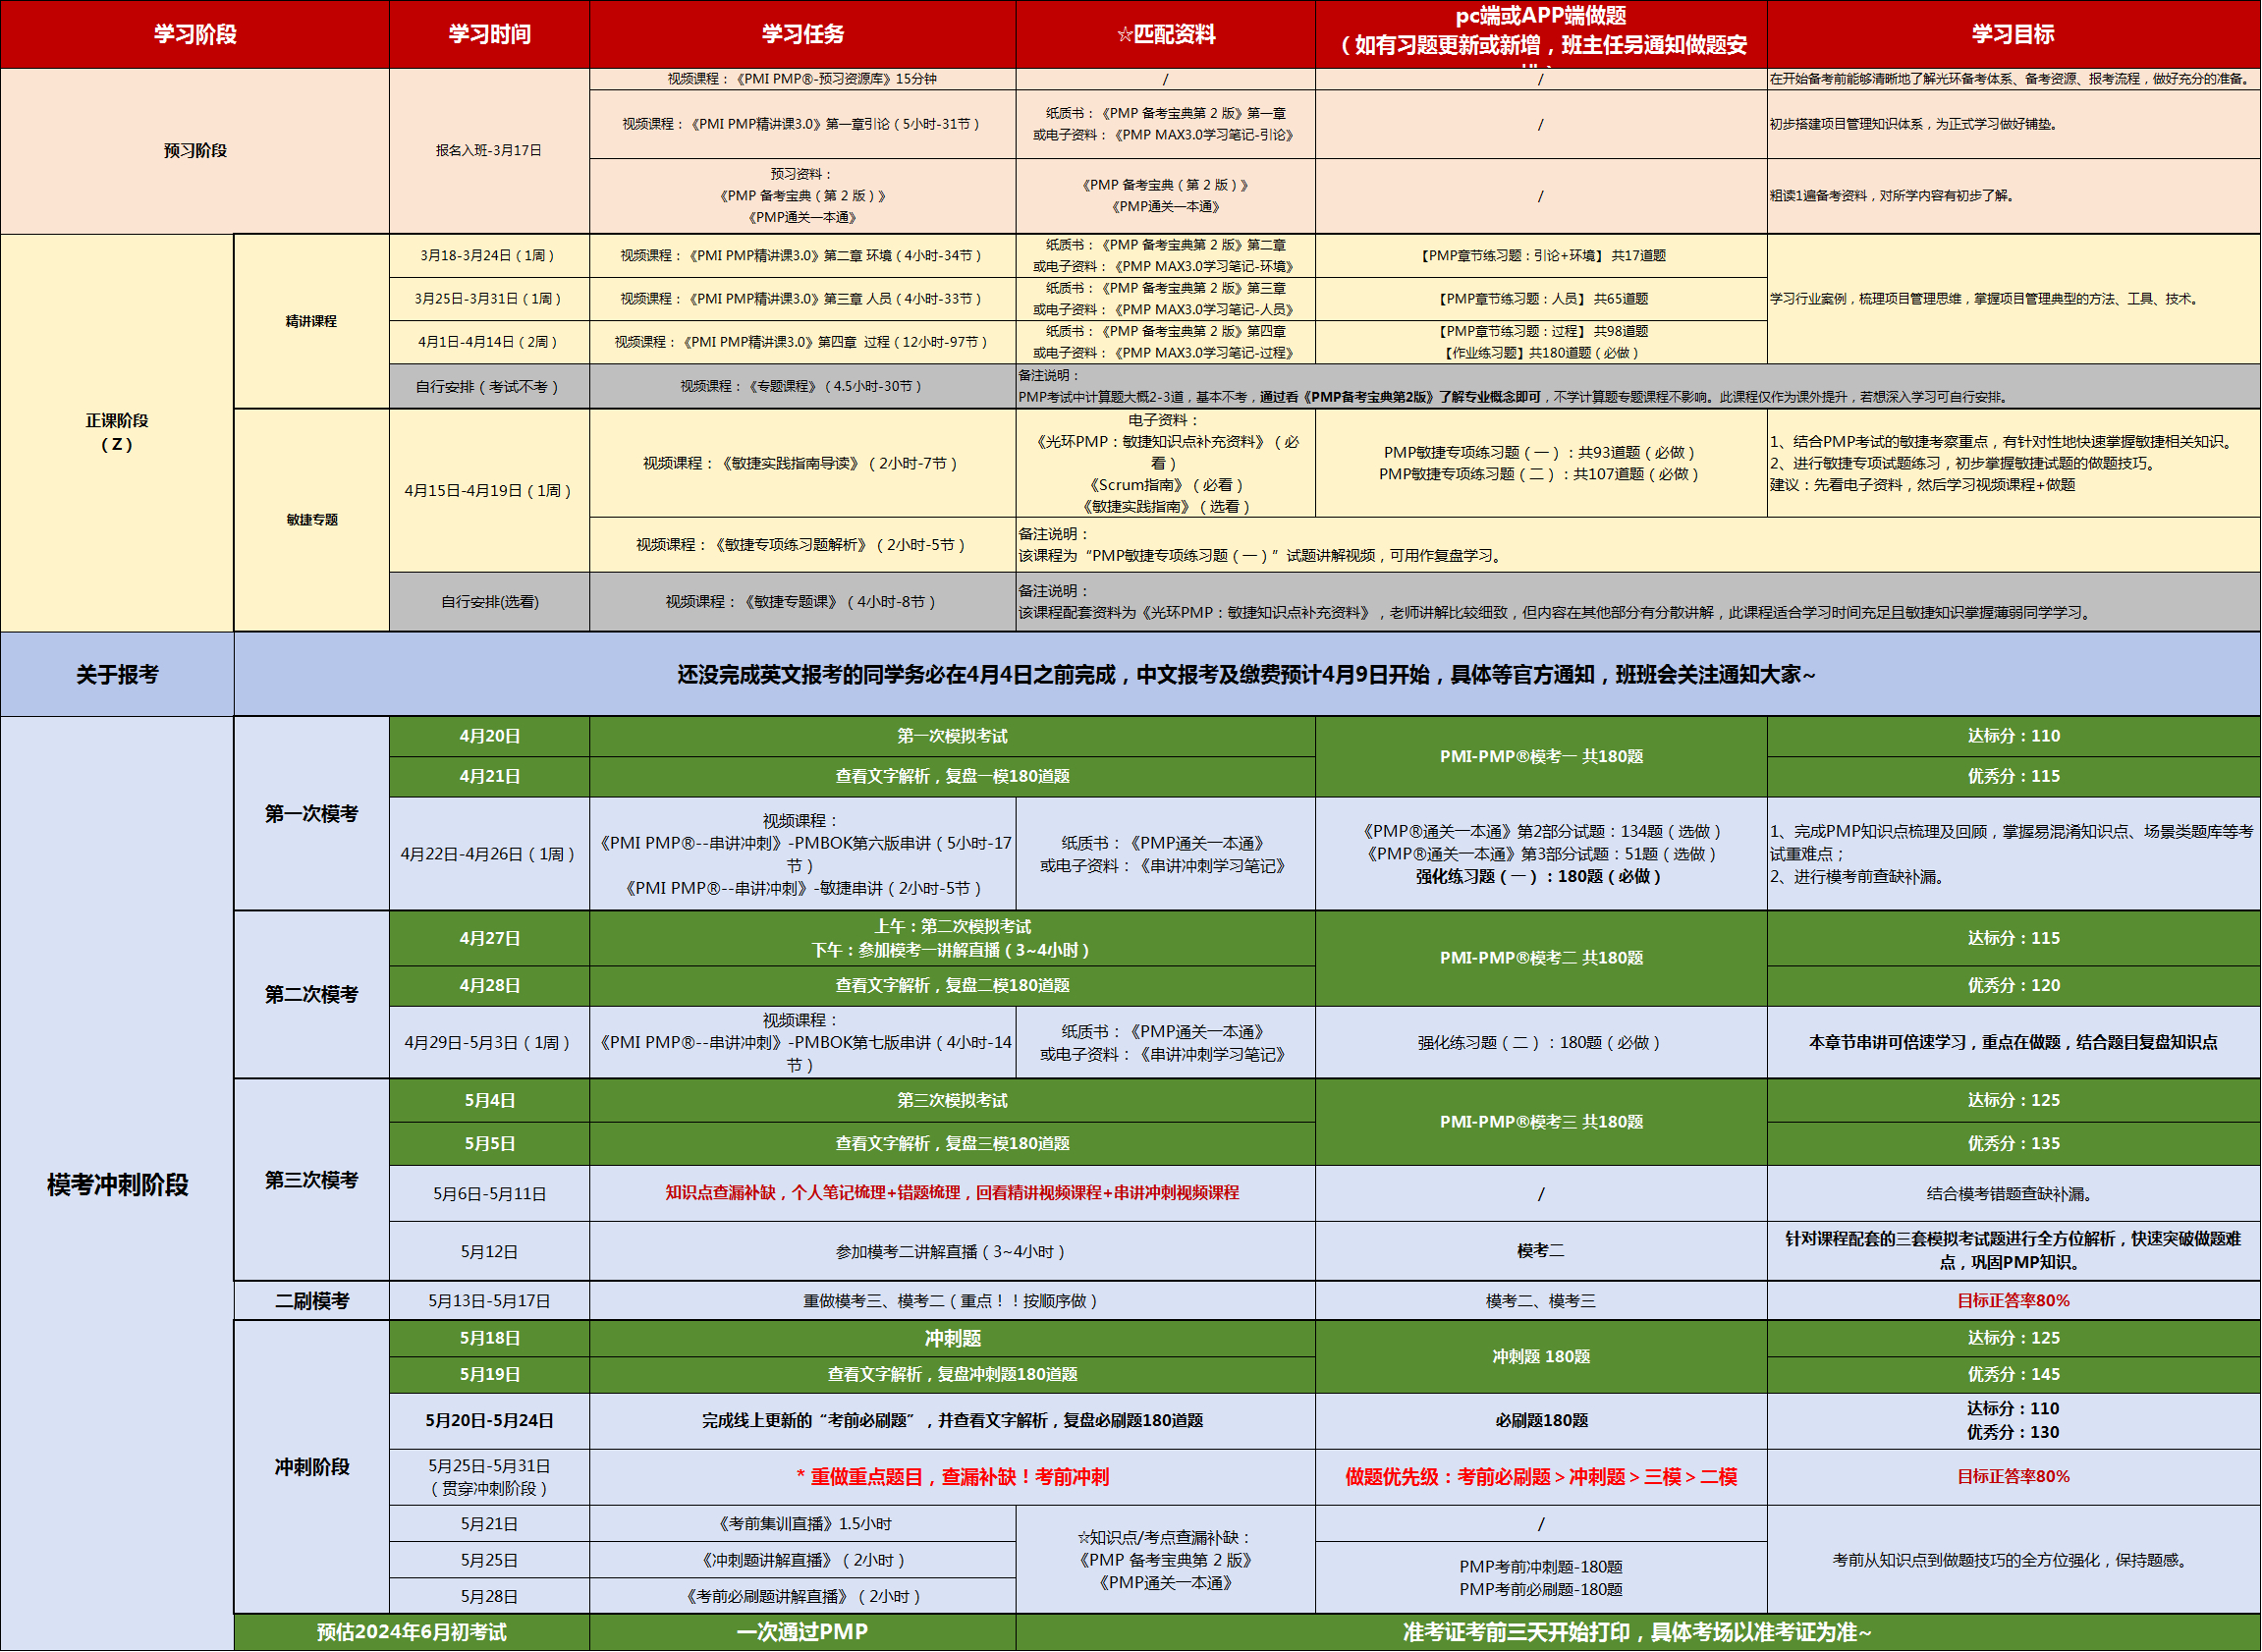 学习阶段
学习时间
学习任务
☆匹配资料
pc端或APP端做题
（如有习题更新或新增，班主任另通知做题安
排）
学习目标
预习阶段
报名入班-3月17日
视频课程：《PMI PMP®-预习资源库》15分钟
/
/
在开始备考前能够清晰地了解光环备考体系、备考资源、报考流程，做好充分的准备。
视频课程：《PMI PMP精讲课3.0》第一章引论（5小时-31节）
纸质书：《PMP 备考宝典第 2 版》第一章
或电子资料：《PMP MAX3.0学习笔记-引论》
/
初步搭建项目管理知识体系，为正式学习做好铺垫。
预习资料：
《PMP 备考宝典（第 2 版）》
《PMP通关一本通》
《PMP 备考宝典（第 2 版）》
《PMP通关一本通》
/
粗读1遍备考资料，对所学内容有初步了解。
正课阶段
（Z）
精讲课程
3月18-3月24日（1周）
视频课程：《PMI PMP精讲课3.0》第二章 环境（4小时-34节）
纸质书：《PMP 备考宝典第 2 版》第二章
或电子资料：《PMP MAX3.0学习笔记-环境》
【PMP章节练习题：引论+环境】 共17道题
学习行业案例，梳理项目管理思维，掌握项目管理典型的方法、工具、技术。
3月25日-3月31日（1周）
视频课程：《PMI PMP精讲课3.0》第三章 人员（4小时-33节）
纸质书：《PMP 备考宝典第 2 版》第三章
或电子资料：《PMP MAX3.0学习笔记-人员》
【PMP章节练习题：人员】 共65道题
4月1日-4月14日（2周）
视频课程：《PMI PMP精讲课3.0》第四章 过程（12小时-97节）
纸质书：《PMP 备考宝典第 2 版》第四章
或电子资料：《PMP MAX3.0学习笔记-过程》
【PMP章节练习题：过程】 共98道题
【作业练习题】共180道题（必做）
自行安排（考试不考）
视频课程：《专题课程》（4.5小时-30节）
备注说明：
PMP考试中计算题大概2-3道，基本不考，通过看《PMP备考宝典第2版》了解专业概念即可，不学计算题专题课程不影响。此课程仅作为课外提升，若想深入学习可自行安排。
敏捷专题
4月15日-4月19日（1周）
视频课程：《敏捷实践指南导读》（2小时-7节）
电子资料：
《光环PMP：敏捷知识点补充资料》（必
看）
《Scrum指南》（必看）
《敏捷实践指南》（选看）
PMP敏捷专项练习题（一）：共93道题（必做）
PMP敏捷专项练习题（二）：共107道题（必做）
1、结合PMP考试的敏捷考察重点，有针对性地快速掌握敏捷相关知识。
2、进行敏捷专项试题练习，初步掌握敏捷试题的做题技巧。
建议：先看电子资料，然后学习视频课程+做题
视频课程：《敏捷专项练习题解析》（2小时-5节）
备注说明：
该课程为“PMP敏捷专项练习题（一）”试题讲解视频，可用作复盘学习。
自行安排(选看)
视频课程：《敏捷专题课》（4小时-8节）
备注说明：
该课程配套资料为《光环PMP：敏捷知识点补充资料》，老师讲解比较细致，但内容在其他部分有分散讲解，此课程适合学习时间充足且敏捷知识掌握薄弱同学学习。
关于报考
还没完成英文报考的同学务必在4月4日之前完成，中文报考及缴费预计4月9日开始，具体等官方通知，班班会关注通知大家~
模考冲刺阶段
第一次模考
4月20日
第一次模拟考试
PMI-PMP®模考一 共180题
达标分：110
4月21日
查看文字解析，复盘一模180道题
优秀分：115
4月22日-4月26日（1周）
视频课程：
《PMI PMP®--串讲冲刺》-PMBOK第六版串讲（5小时-17
节）
《PMI PMP®--串讲冲刺》-敏捷串讲（2小时-5节）
纸质书：《PMP通关一本通》
或电子资料：《串讲冲刺学习笔记》
《PMP®通关一本通》第2部分试题：134题（选做）
《PMP®通关一本通》第3部分试题：51题（选做）
强化练习题（一）：180题（必做）
1、完成PMP知识点梳理及回顾，掌握易混淆知识点、场景类题库等考
试重难点；
2、进行模考前查缺补漏。
第二次模考
4月27日
上午：第二次模拟考试
下午：参加模考一讲解直播（3~4小时）
PMI-PMP®模考二 共180题
达标分：115
4月28日
查看文字解析，复盘二模180道题
优秀分：120
4月29日-5月3日（1周）
视频课程：
《PMI PMP®--串讲冲刺》-PMBOK第七版串讲（4小时-14
节）
纸质书：《PMP通关一本通》
或电子资料：《串讲冲刺学习笔记》
强化练习题（二）：180题（必做）
本章节串讲可倍速学习，重点在做题，结合题目复盘知识点
第三次模考
5月4日
第三次模拟考试
PMI-PMP®模考三 共180题
达标分：125
5月5日
查看文字解析，复盘三模180道题
优秀分：135
5月6日-5月11日
知识点查漏补缺，个人笔记梳理+错题梳理，回看精讲视频课程+串讲冲刺视频课程
/
结合模考错题查缺补漏。
5月12日
参加模考二讲解直播（3~4小时）
模考二
针对课程配套的三套模拟考试题进行全方位解析，快速突破做题难
点，巩固PMP知识。
二刷模考
5月13日-5月17日
重做模考三、模考二（重点！！按顺序做）
模考二、模考三
目标正答率80%
冲刺阶段
5月18日
冲刺题
冲刺题 180题
达标分：125
5月19日
查看文字解析，复盘冲刺题180道题
优秀分：145
5月20日-5月24日
完成线上更新的“考前必刷题”，并查看文字解析，复盘必刷题180道题
必刷题180题
达标分：110
优秀分：130
5月25日-5月31日
（贯穿冲刺阶段）
* 重做重点题目，查漏补缺！考前冲刺
做题优先级：考前必刷题＞冲刺题＞三模＞二模
目标正答率80%
5月21日
《考前集训直播》1.5小时
☆知识点/考点查漏补缺：
《PMP 备考宝典第 2 版》
《PMP通关一本通》
/
考前从知识点到做题技巧的全方位强化，保持题感。
5月25日
《冲刺题讲解直播》（2小时）
PMP考前冲刺题-180题
PMP考前必刷题-180题
5月28日
《考前必刷题讲解直播》（2小时）
预估2024年6月初考试
一次通过PMP
准考证考前三天开始打印，具体考场以准考证为准~